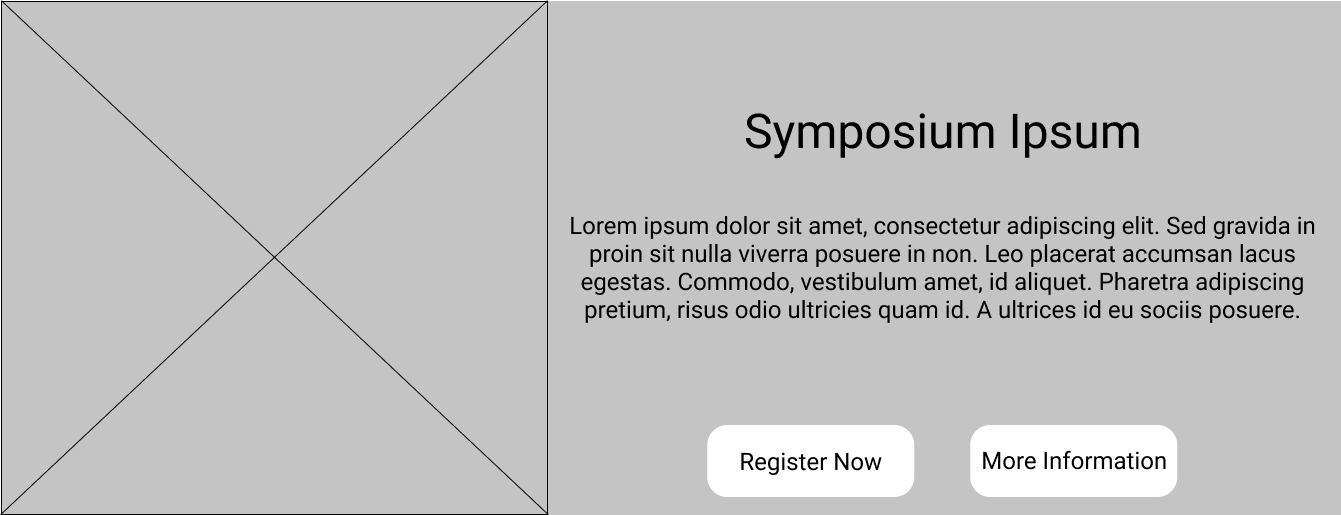 Symposium Ipsum
Lorem ipsum dolor sit amet, consectetur adipiscing elit. Sed gravida in
proin sit nulla viverra posuere in non. Leo placerat accumsan lacus
egestas. Commodo, vestibulum amet, id aliquet. Pharetra adipiscing
pretium, risus odio ultricies quam id. A ultrices id eu sociis posuere.
Register Now
More Information